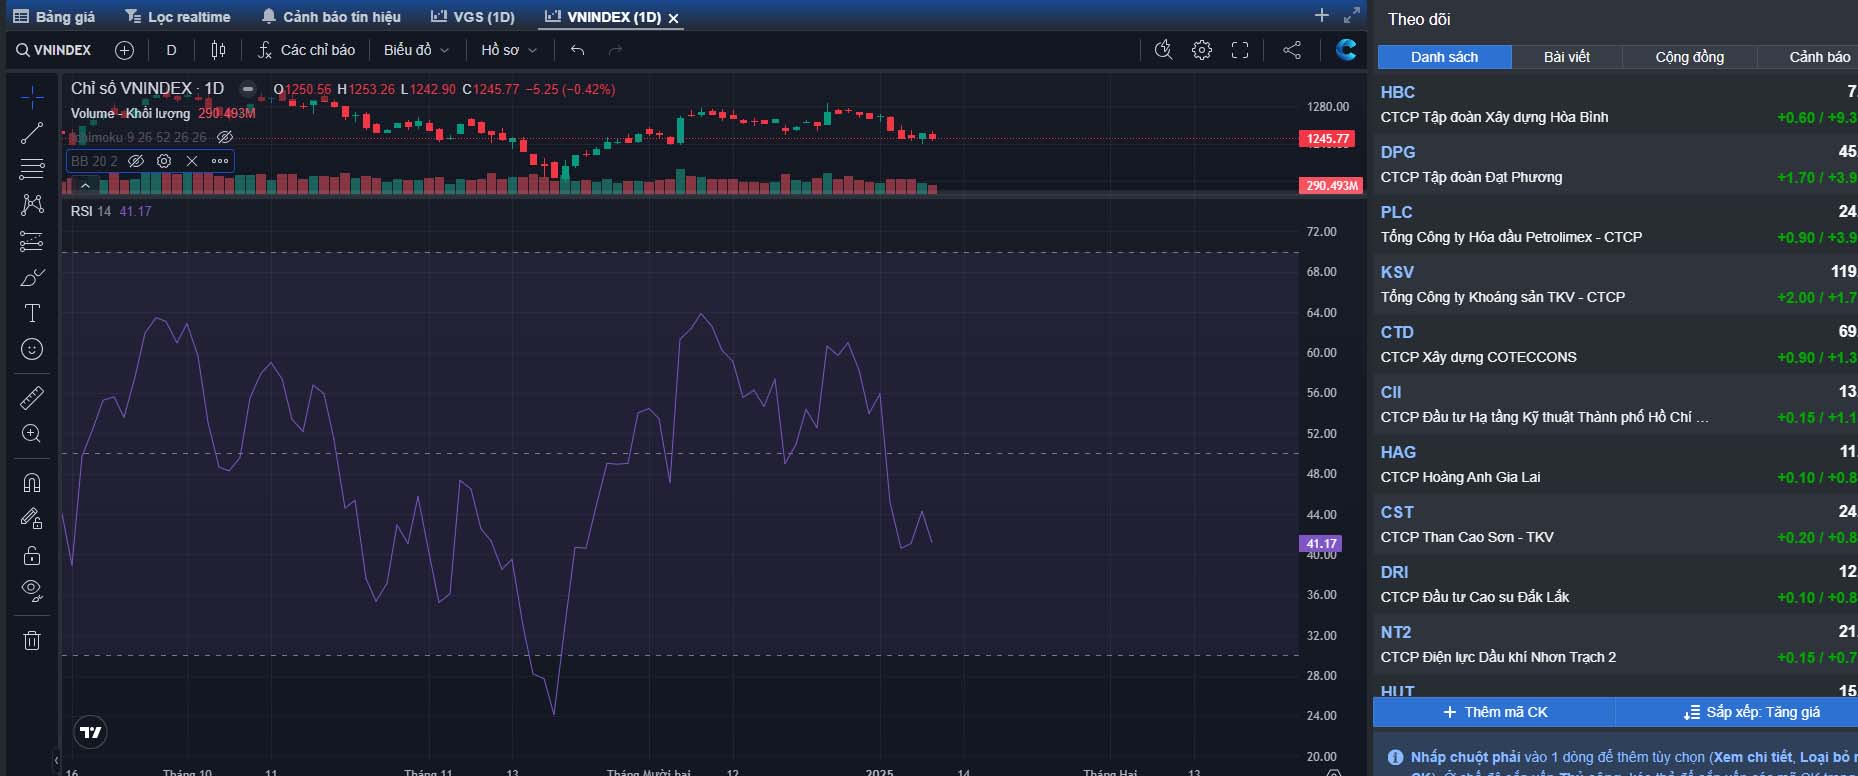 Bảng giá
Lọc realtime
Cảnh báo tín hiệu
VGS (1D)
VNINDEX (1D)
VNINDEX
D
Các chỉ báo
Biểu đồ
Hồ sơ
Chỉ số VNINDEX · 1D
O1250.56 H1253.26 L1242.90 C1245.77 −5.25 (−0.42%)
Volume - Khối lượng 290.493M
Ichimoku 9 26 52 26 26
BB 20 2
RSI 14 41.17
1280.00
1245.77
290.493M
72.00
68.00
64.00
60.00
56.00
52.00
48.00
44.00
41.17
40.00
36.00
32.00
28.00
24.00
20.00
16
Tháng 10
11
Tháng 11
13
Tháng Mười hai
12
2025
14
Tháng Hai
13
Theo dõi
Danh sách
Bài viết
Cộng đồng
Cảnh báo
HBC 7.
CTCP Tập đoàn Xây dựng Hòa Bình +0.60 / +9.3
DPG 45.
CTCP Tập đoàn Đạt Phương +1.70 / +3.9
PLC 24.
Tổng Công ty Hóa dầu Petrolimex - CTCP +0.90 / +3.9
KSV 119.
Tổng Công ty Khoáng sản TKV - CTCP +2.00 / +1.7
CTD 69.
CTCP Xây dựng COTECCONS +0.90 / +1.3
CII 13.
CTCP Đầu tư Hạ tầng Kỹ thuật Thành phố Hồ Chí ... +0.15 / +1.1
HAG 11.
CTCP Hoàng Anh Gia Lai +0.10 / +0.8
CST 24.
CTCP Than Cao Sơn - TKV +0.20 / +0.8
DRI 12.
CTCP Đầu tư Cao su Đắk Lắk +0.10 / +0.8
NT2 21.
CTCP Điện lực Dầu khí Nhơn Trạch 2 +0.15 / +0.7
HUT 15.
Thêm mã CK
Sắp xếp: Tăng giá
Nhấp chuột phải vào 1 dòng để thêm tùy chọn (Xem chi tiết, Loại bỏ